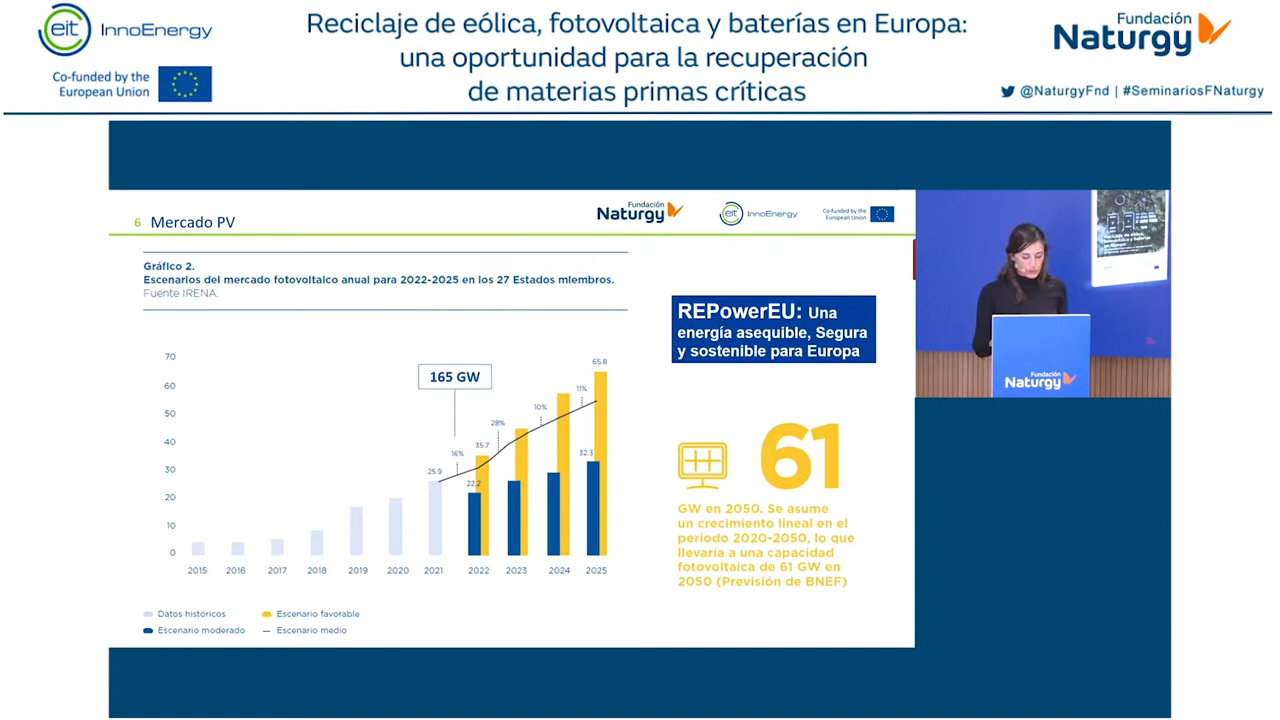 eit InnoEnergy
Co-funded by the
European Union
Reciclaje de eólica, fotovoltaica y baterías en Europa:
una oportunidad para la recuperación
de materias primas críticas
Fundación
Naturgy
@NaturgyFnd | #SeminariosFNaturgy
6 Mercado PV
Fundación
Naturgy
eit InnoEnergy
Co-funded by the
European Union
Gráfico 2.
Escenarios del mercado fotovoltaico anual para 2022-2025 en los 27 Estados miembros.
Fuente IRENA.
70
60
50
40
30
20
10
0
165 GW
25.9
16%
22.2
35.7
28%
10%
11%
32.3
65.8
2015 2016 2017 2018 2019 2020 2021 2022 2023 2024 2025
Datos históricos
Escenario favorable
Escenario moderado
Escenario medio
REPowerEU: Una
energía asequible, Segura
y sostenible para Europa
61
GW en 2050. Se asume
un crecimiento lineal en el
periodo 2020-2050, lo que
llevaría a una capacidad
fotovoltaica de 61 GW en
2050 (Previsión de BNEF)
Reciclaje de eólica,
fotovoltaica y baterías
en Europa:
Fundación
Naturgy